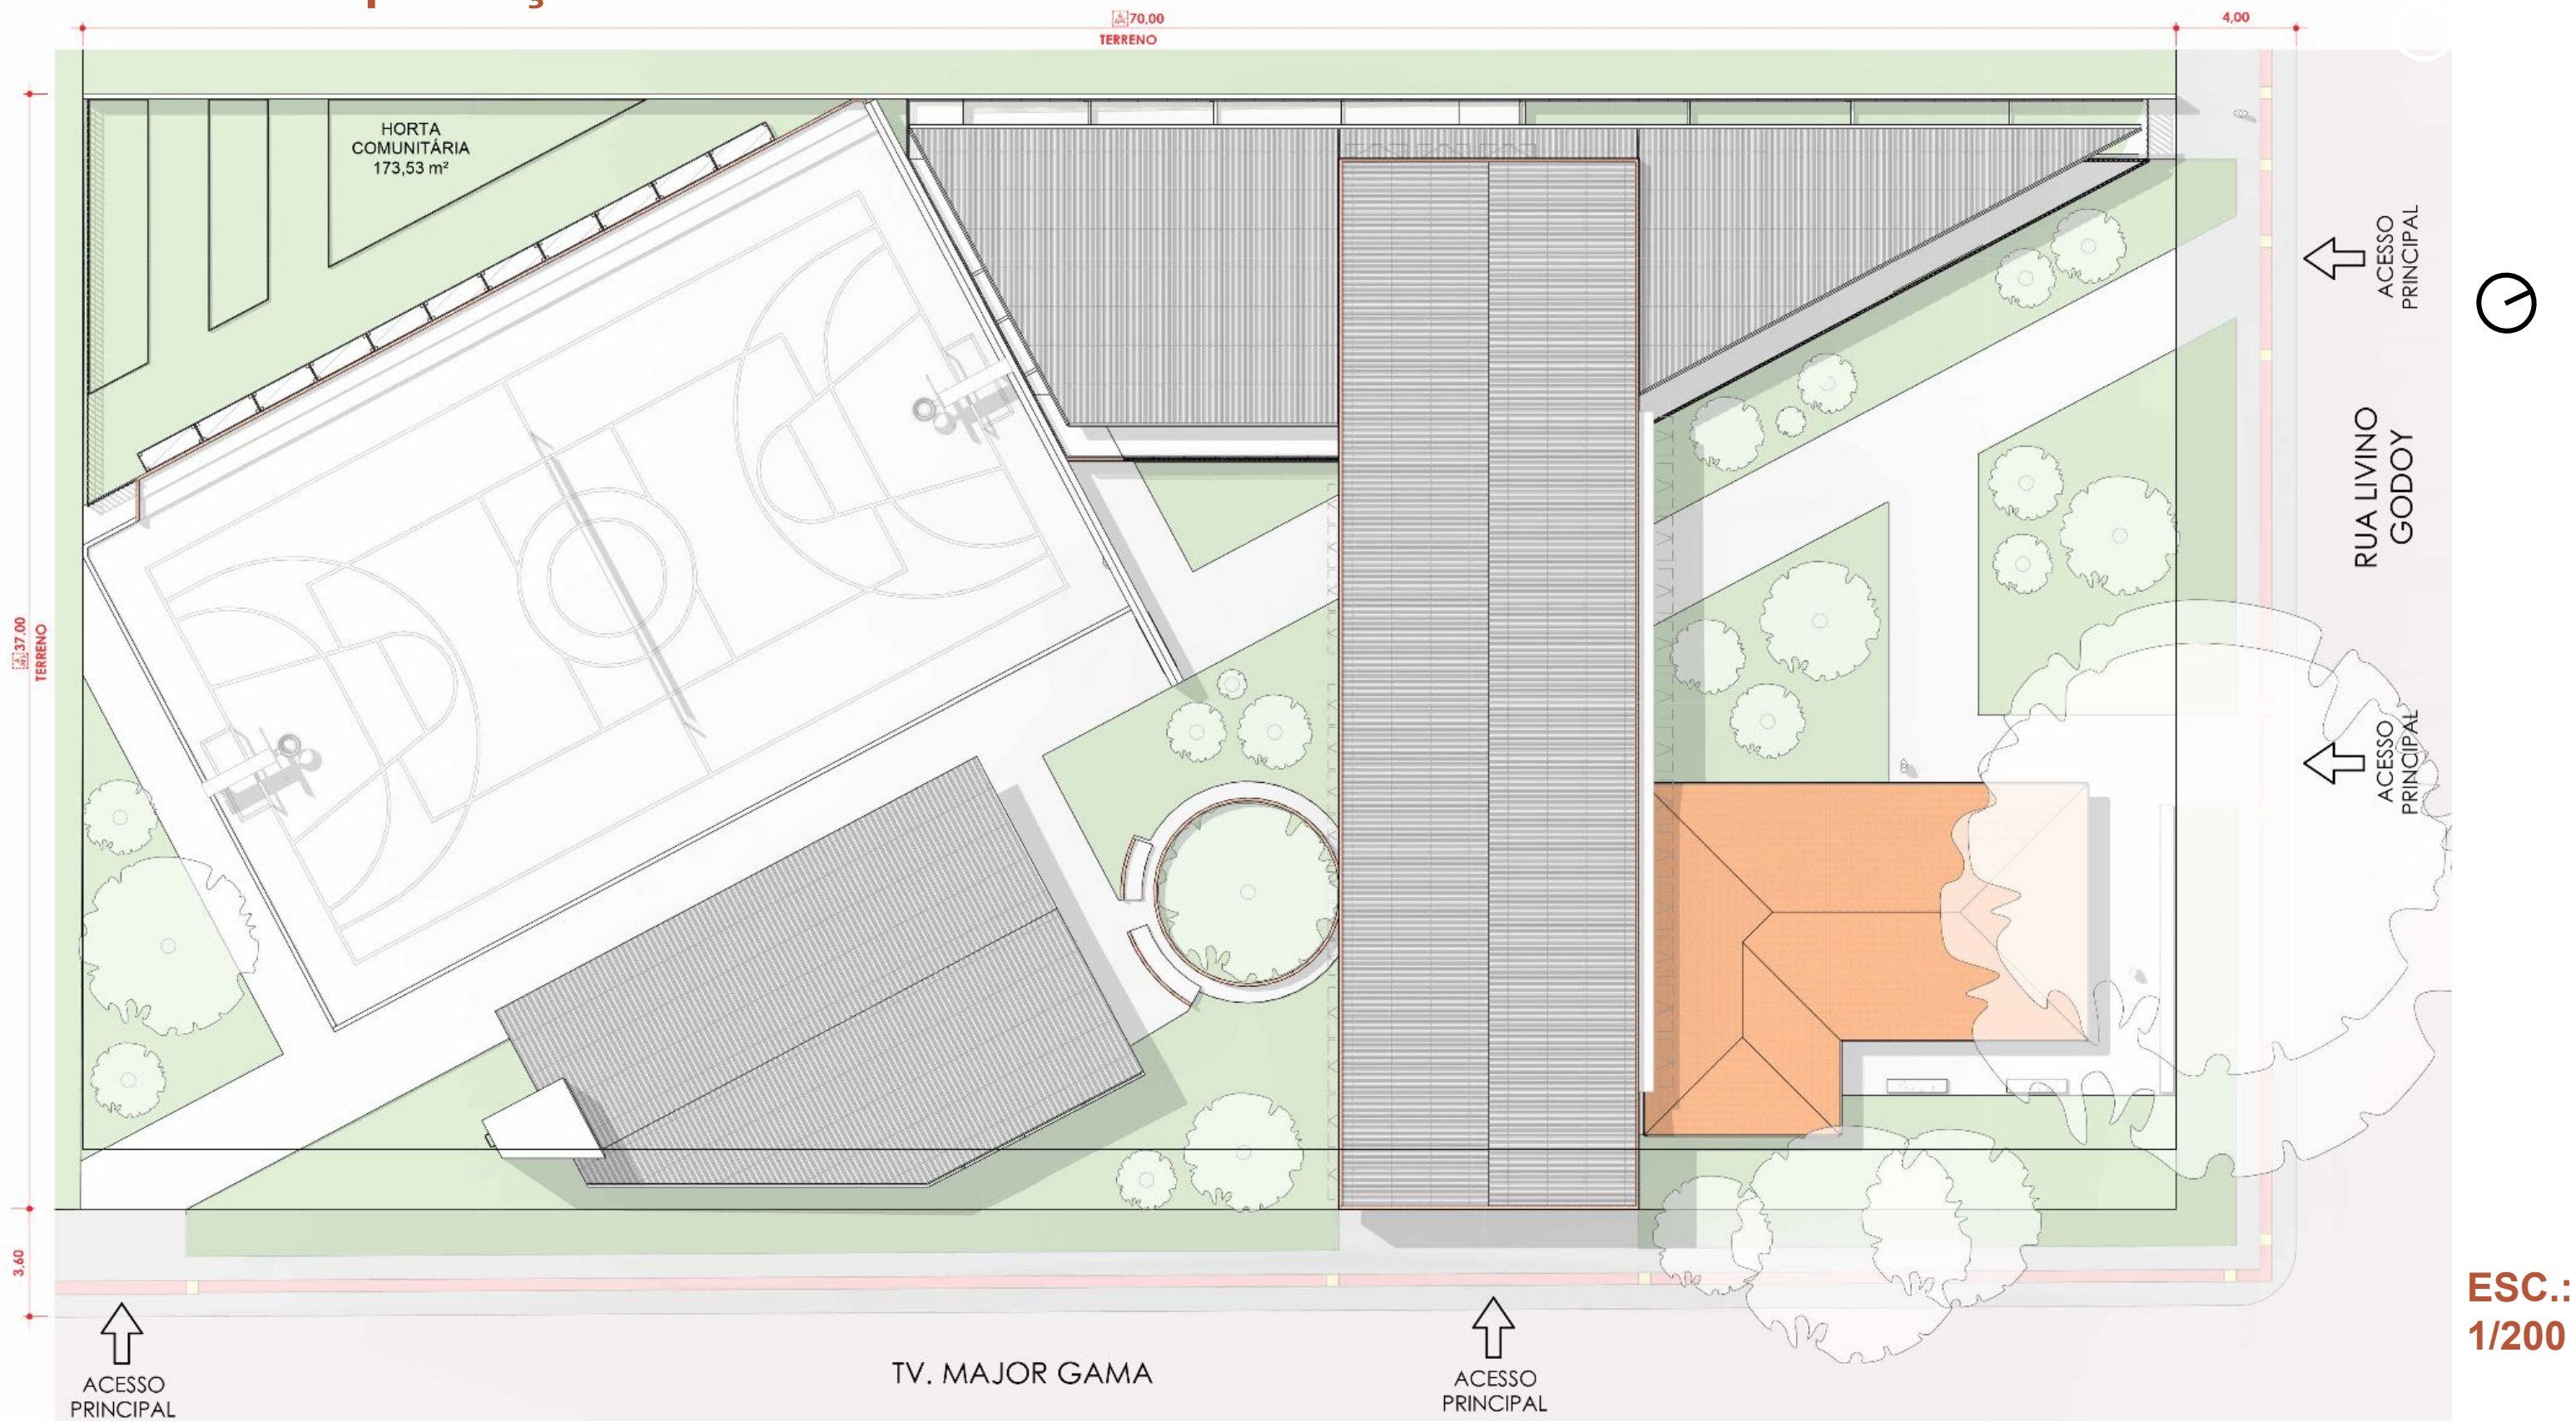 70,00
TERRENO
4,00
HORTA
COMUNITÁRIA
173,53 m²
ACESSO
PRINCIPAL
RUA LIVINO
GODOY
37,00
TERRENO
ACESSO
PRINCIPAL
3,60
ESC.:
1/200
ACESSO
PRINCIPAL
TV. MAJOR GAMA
ACESSO
PRINCIPAL